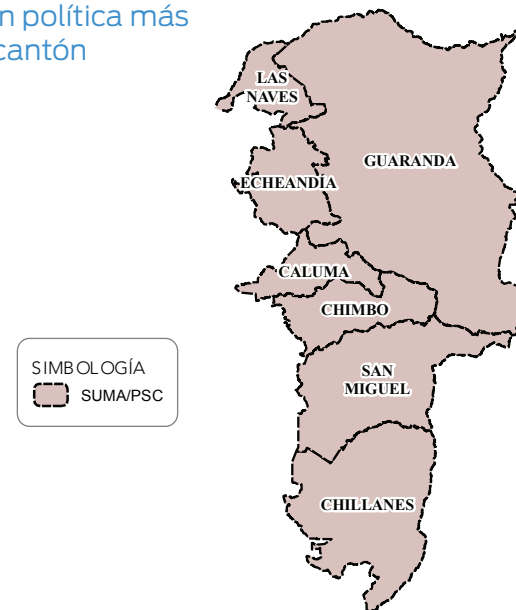 n política más
cantón
LAS
NAVES
GUARANDA
ECHEANDÍA
CALUMA
CHIMBO
SAN
MIGUEL
CHILLANES
SIMBOLOGÍA
SUMA/PSC